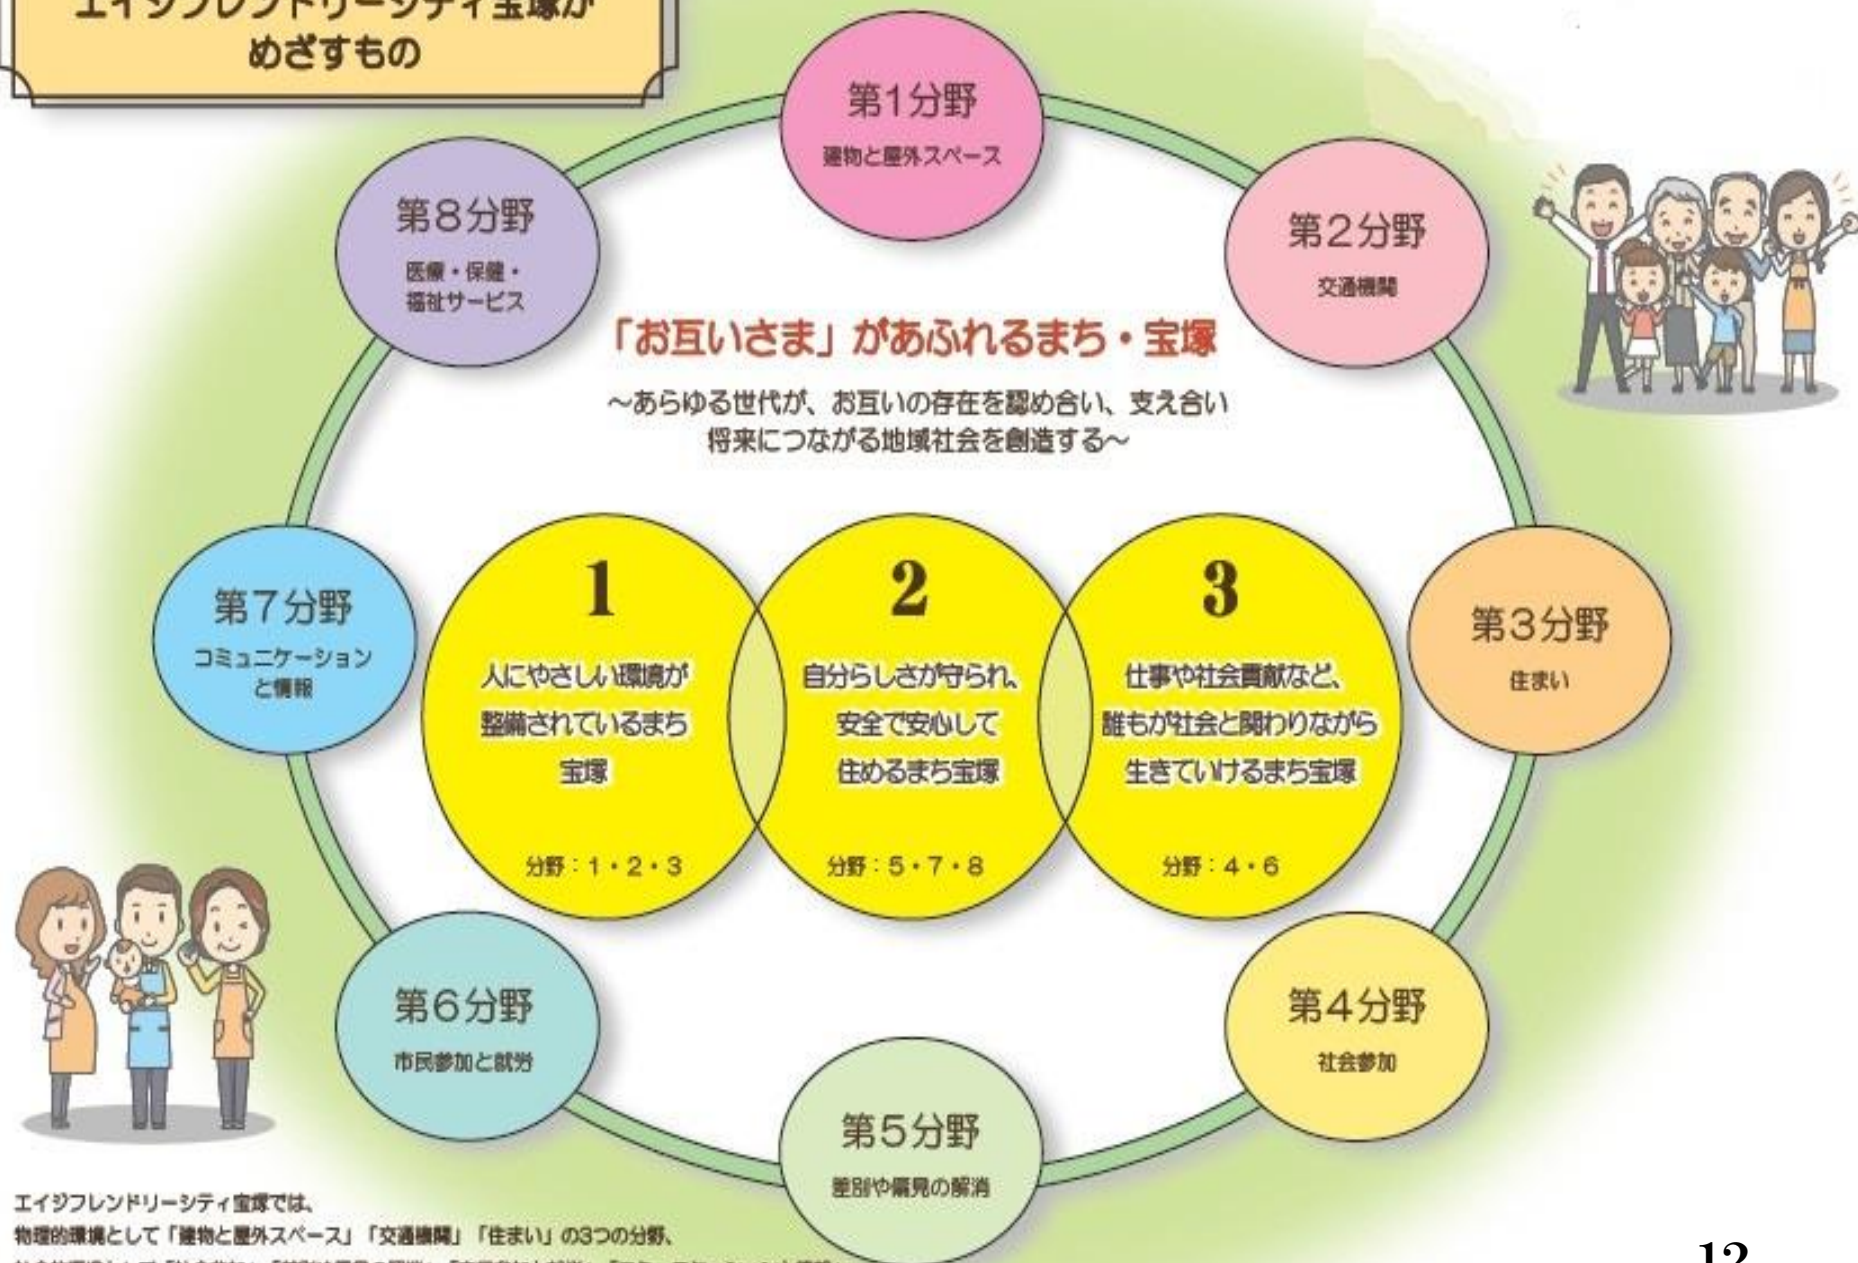 エイジフレンドリーシティ宝塚が
めざすもの
第1分野
建物と屋外スペース
第2分野
交通機関
第3分野
住まい
第4分野
社会参加
第5分野
差別や偏見の解消
第6分野
市民参加と就労
第7分野
コミュニケーション
と情報
第8分野
医療・保健・
福祉サービス
「お互いさま」があふれるまち・宝塚
～あらゆる世代が、お互いの存在を認め合い、支え合い
将来につながる地域社会を創造する～
1
人にやさしい環境が
整備されているまち
宝塚
分野：1・2・3
2
自分らしさが守られ、
安全で安心して
住めるまち宝塚
分野：5・7・8
3
仕事や社会貢献など、
誰もが社会と関わりながら
生きていけるまち宝塚
分野：4・6
エイジフレンドリーシティ宝塚では、
物理的環境として「建物と屋外スペース」「交通機関」「住まい」の3つの分野、
12